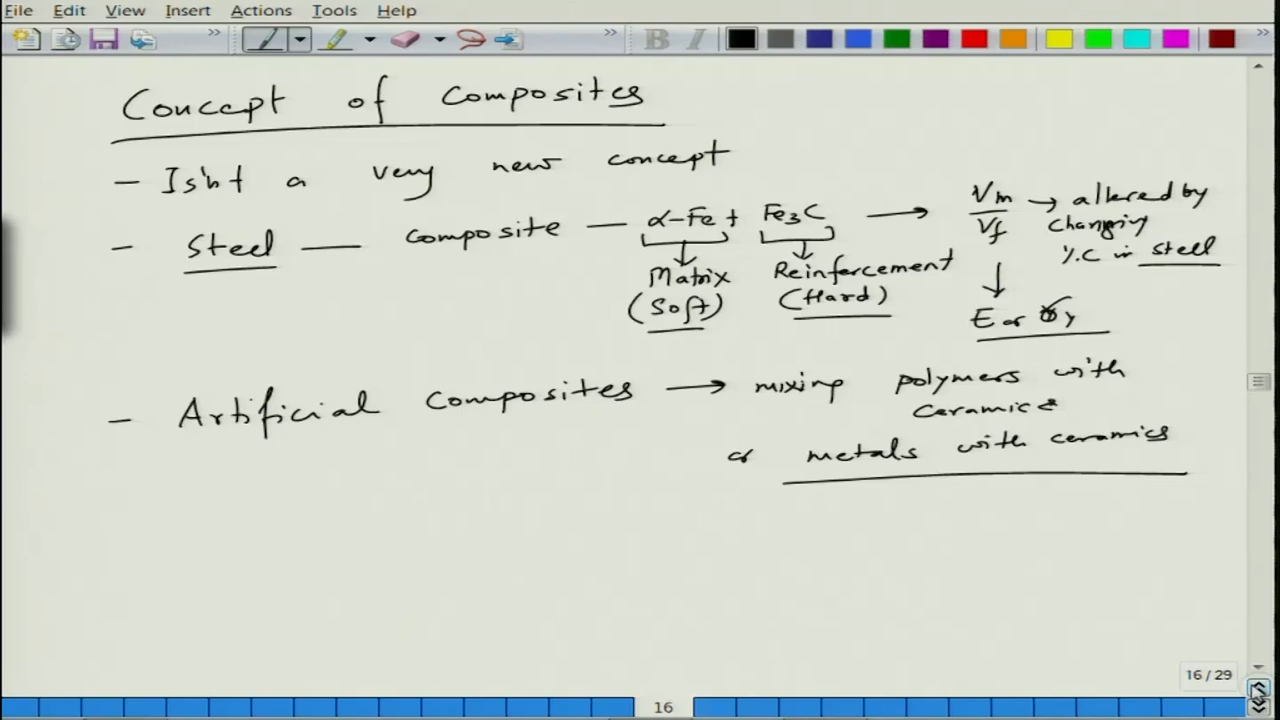 File Edit View Insert Actions Tools Help
B I
Concept of Composites
– Isn't a very new concept
– Steel — composite — α-Fe + Fe₃C → Vm/Vf → altered by
changing
%C in steel
Matrix Reinforcement
(Soft) (Hard)
E or σy
– Artificial composites → mixing polymers with
ceramics
or metals with ceramics
16 / 29
16